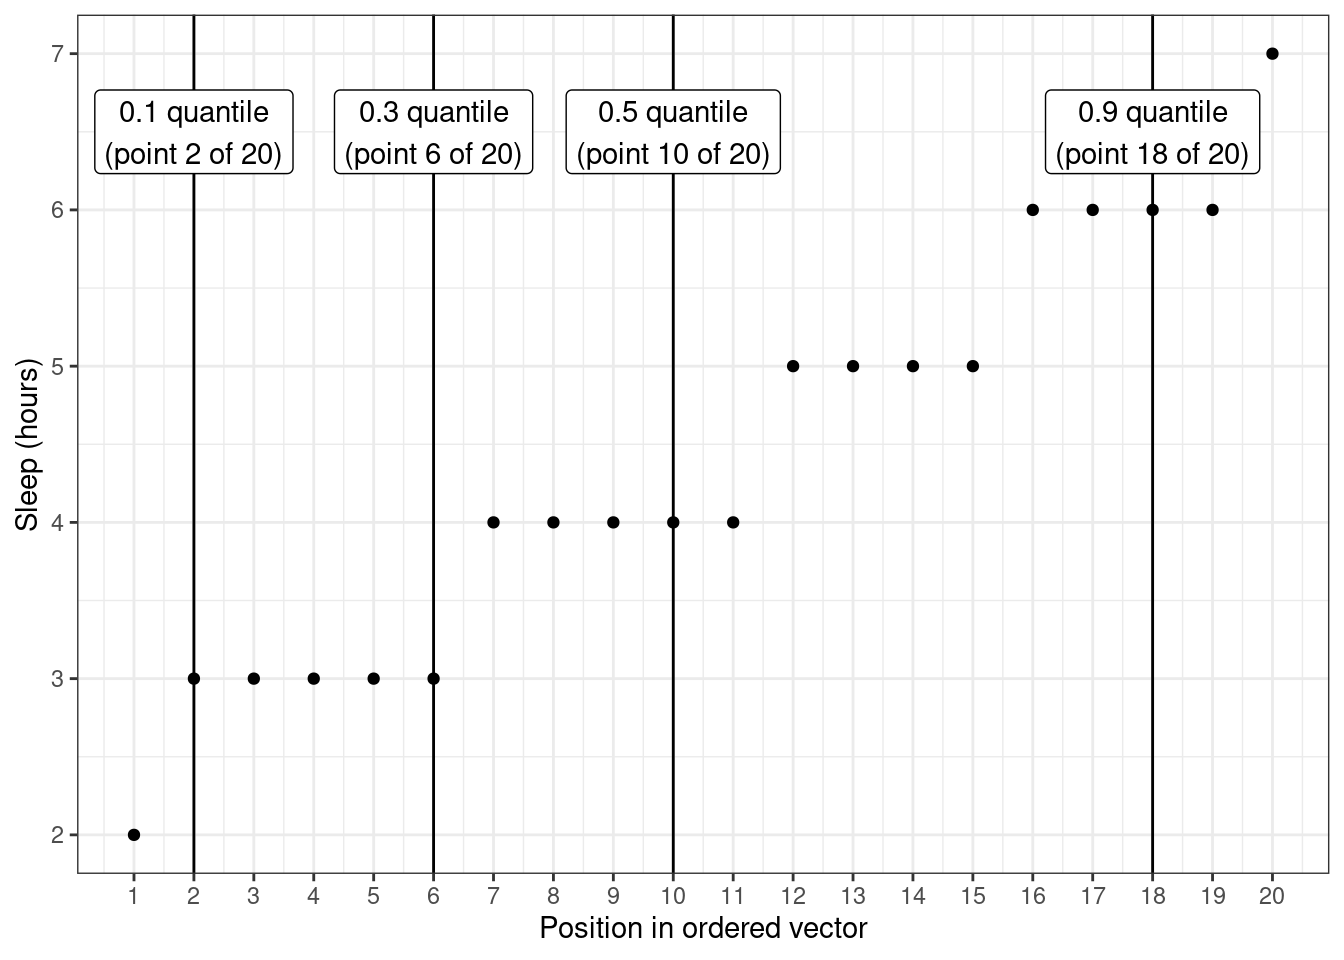 7
0.1 quantile
(point 2 of 20)
0.3 quantile
(point 6 of 20)
0.5 quantile
(point 10 of 20)
0.9 quantile
(point 18 of 20)
6
5
4
3
2
Sleep (hours)
1 2 3 4 5 6 7 8 9 10 11 12 13 14 15 16 17 18 19 20
Position in ordered vector